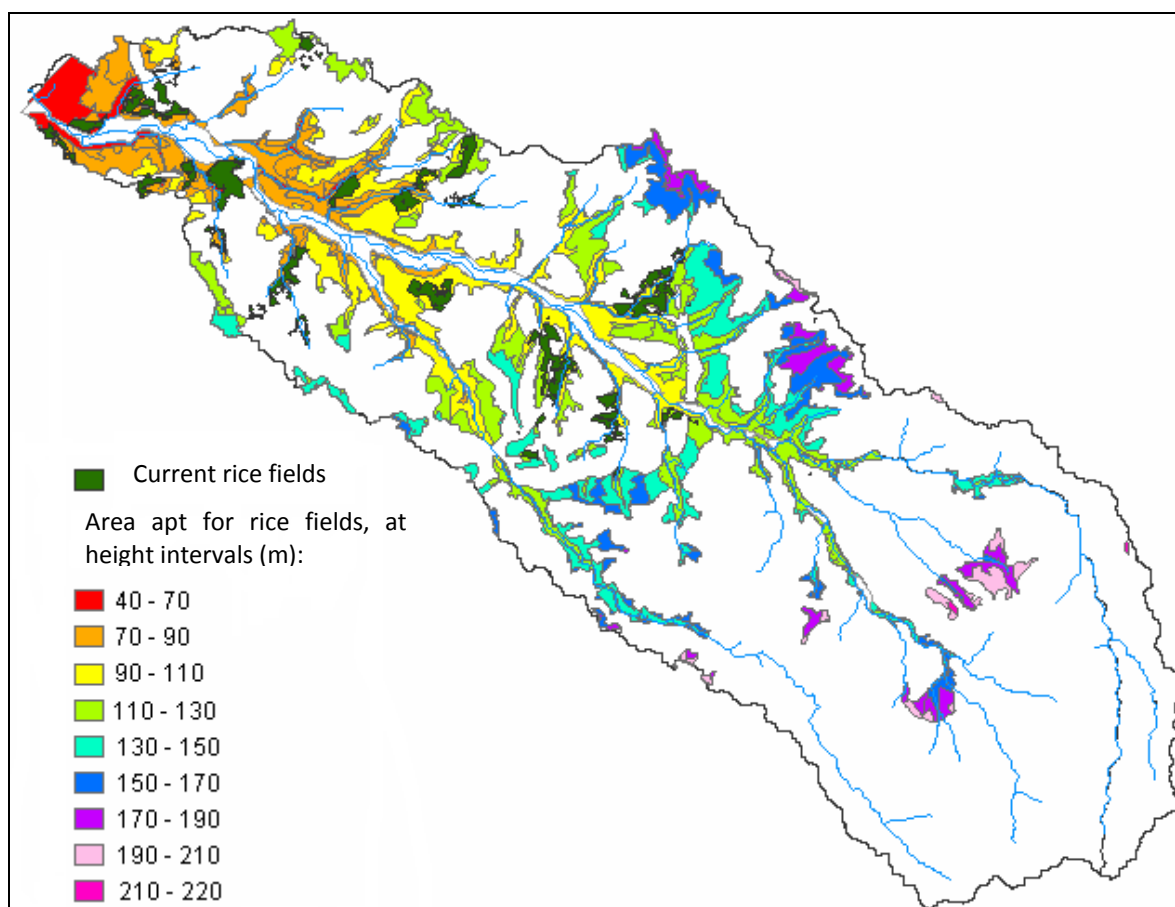 Current rice fields
Area apt for rice fields, at
height intervals (m):
40 - 70
70 - 90
90 - 110
110 - 130
130 - 150
150 - 170
170 - 190
190 - 210
210 - 220